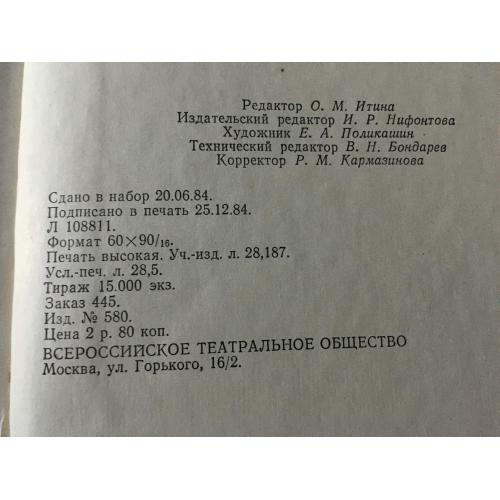 Редактор О. М. Итина
Издательский редактор И. Р. Нифонтова
Художник Е. А. Поликашин
Технический редактор В. Н. Бондарев
Корректор Р. М. Кармазинова
Сдано в набор 20.06.84.
Подписано в печать 25.12.84.
Л 108811.
Формат 60×90/16.
Печать высокая. Уч.-изд. л. 28,187.
Усл.-печ. л. 28,5.
Тираж 15.000 экз.
Заказ 445.
Изд. № 580.
Цена 2 р. 80 коп.
ВСЕРОССИЙСКОЕ ТЕАТРАЛЬНОЕ ОБЩЕСТВО
Москва, ул. Горького, 16/2.